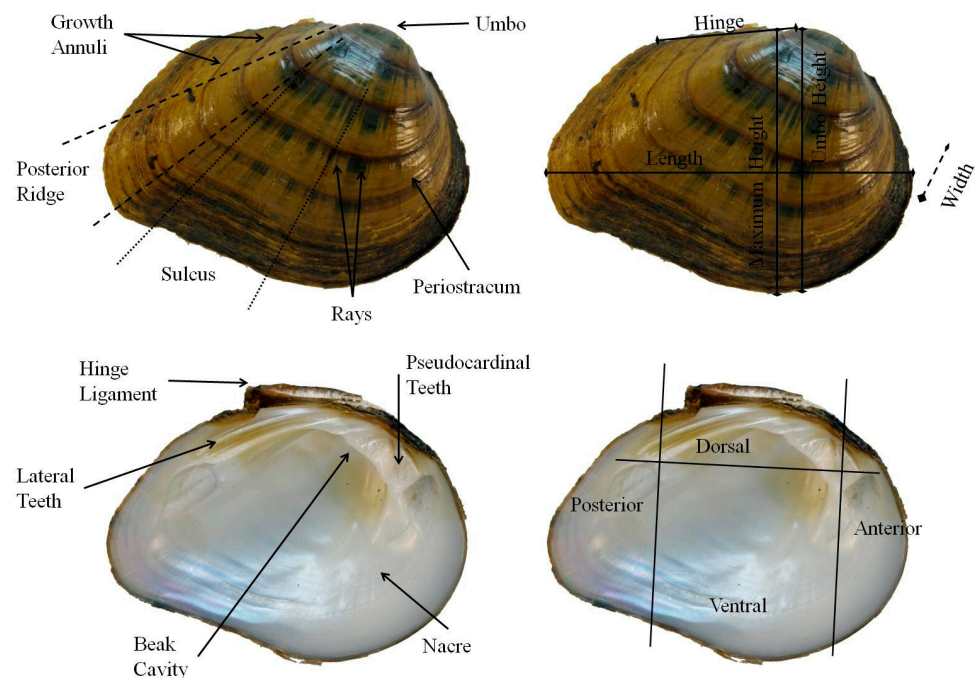 Growth
Annuli
Umbo
Posterior
Ridge
Sulcus
Rays
Periostracum
Hinge
Length
Maximum Height
Umbo Height
Width
Hinge
Ligament
Pseudocardinal
Teeth
Lateral
Teeth
Beak
Cavity
Nacre
Dorsal
Posterior
Anterior
Ventral